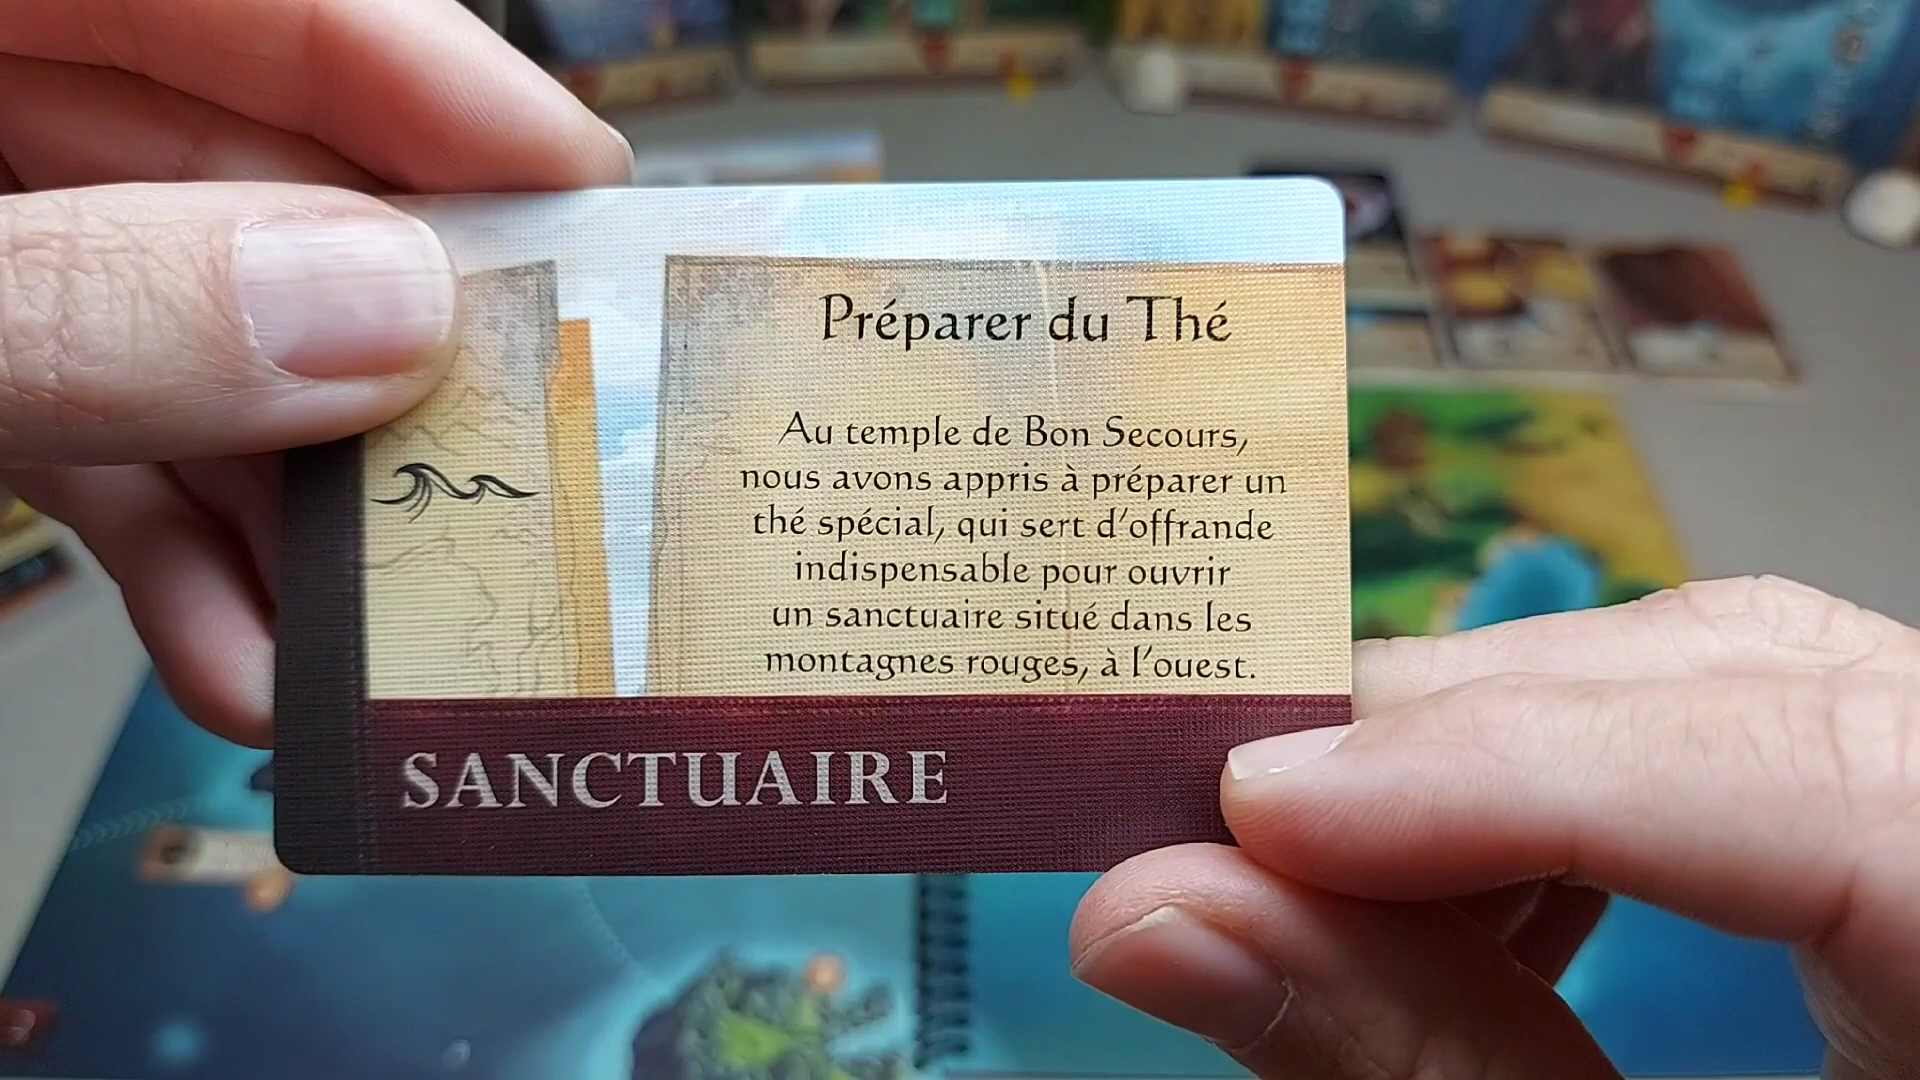 Préparer du Thé
Au temple de Bon Secours,
nous avons appris à préparer un
thé spécial, qui sert d'offrande
indispensable pour ouvrir
un sanctuaire situé dans les
montagnes rouges, à l'ouest.
SANCTUAIRE